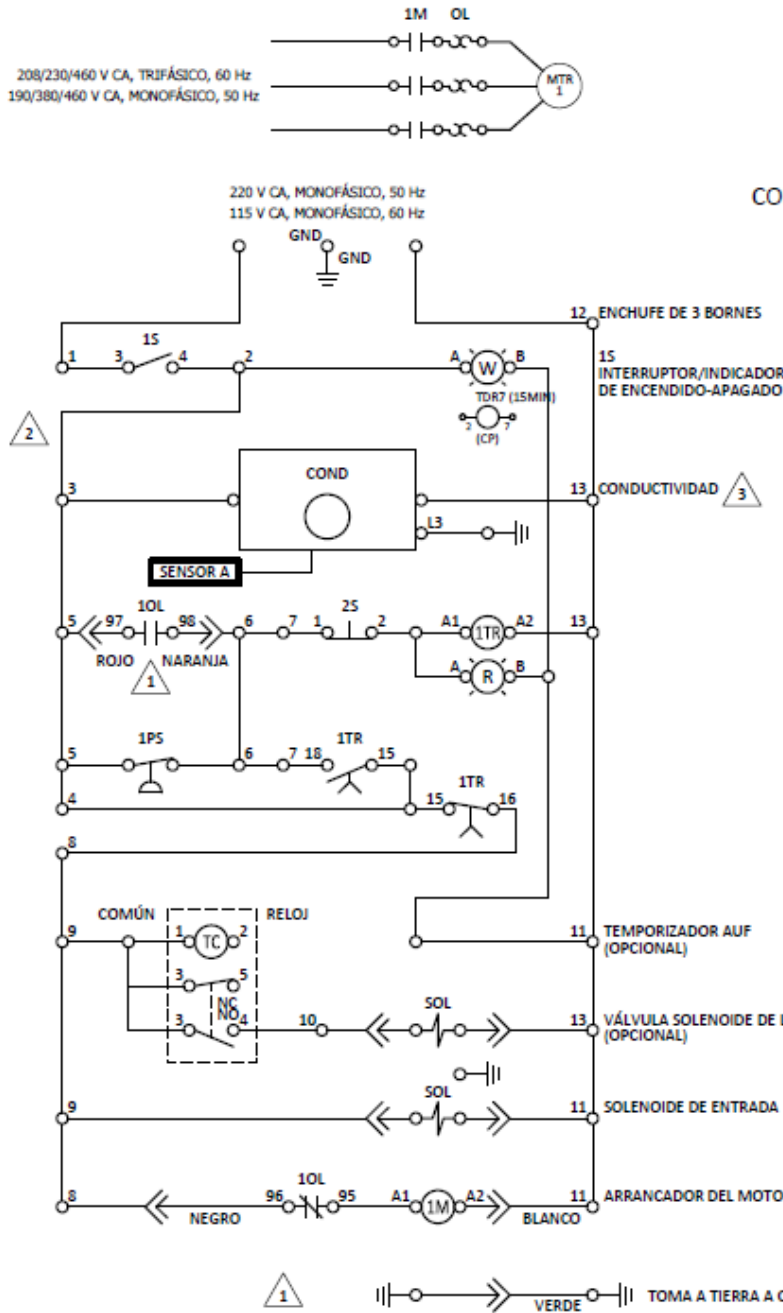 1M OL
208/230/460 V CA, TRIFÁSICO, 60 Hz
190/380/460 V CA, MONOFÁSICO, 50 Hz
MTR
1
220 V CA, MONOFÁSICO, 50 Hz
115 V CA, MONOFÁSICO, 60 Hz
CO
GND
GND
12 ENCHUFE DE 3 BORNES
1 3 1S 4 2 A W B
1S
INTERRUPTOR/INDICADOR
DE ENCENDIDO-APAGADO
TDR7 (15MIN)
2 7
(CP)
2
COND
3 13 CONDUCTIVIDAD 3
L3
SENSOR A
5 97 1OL 98 6 7 1 2S 2 A1 1TR A2 13
ROJO NARANJA
1
A R B
1PS 1TR
5 6 7 18 15
4 1TR
15 16
8
COMÚN RELOJ
9 1 TC 2 11 TEMPORIZADOR AUF
(OPCIONAL)
3 5
NC
NO
3 4 10 SOL 13 VÁLVULA SOLENOIDE DE
(OPCIONAL)
SOL
9 11 SOLENOIDE DE ENTRADA
1OL
8 96 95 A1 1M A2 11 ARRANCADOR DEL MOTO
NEGRO BLANCO
1
VERDE TOMA A TIERRA A